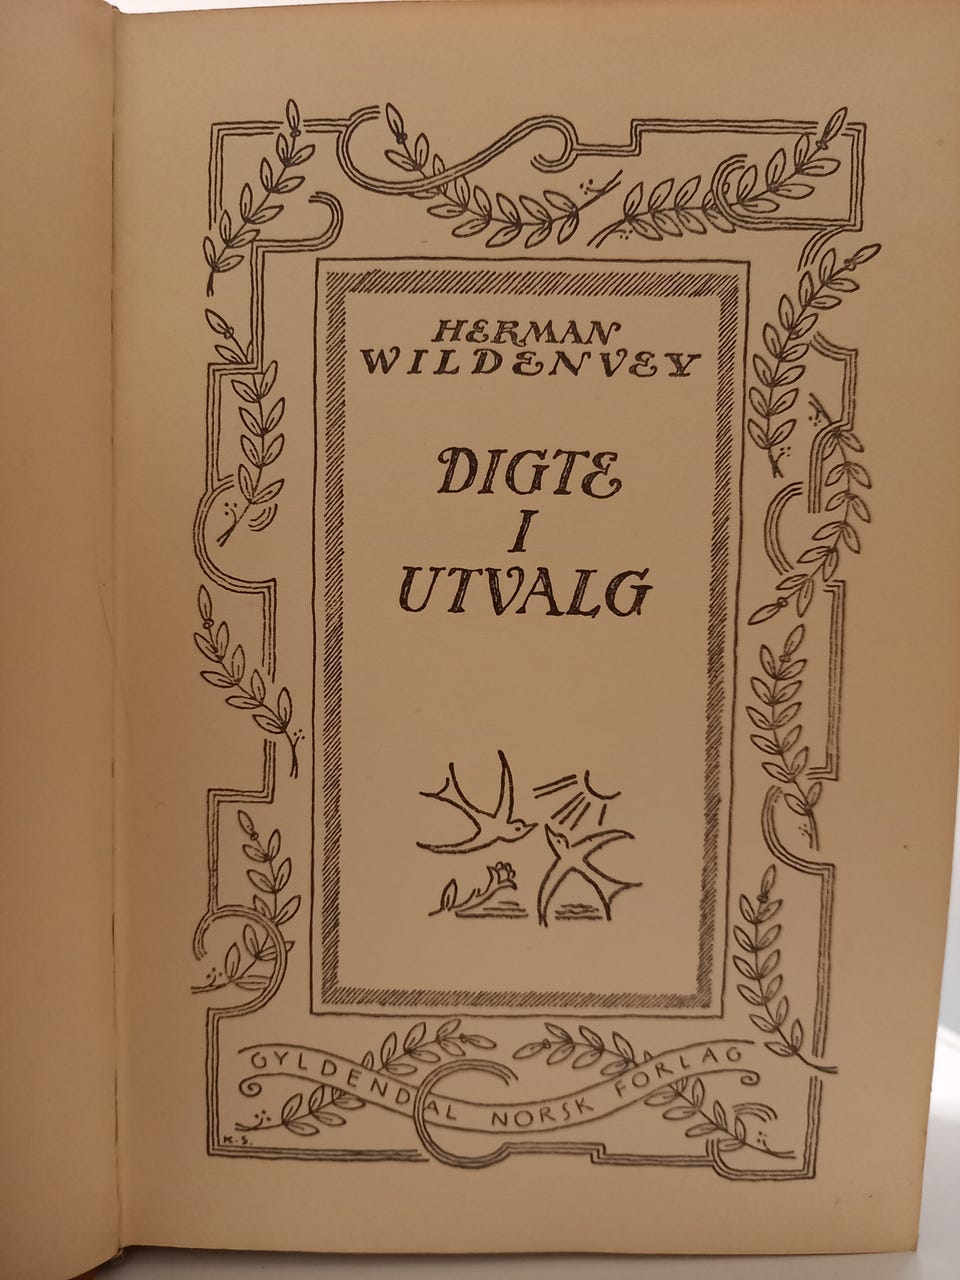 HERMAN
WILDENVEY
DIGTE
I
UTVALG
GYLDENDAL NORSK FORLAG
K.S.